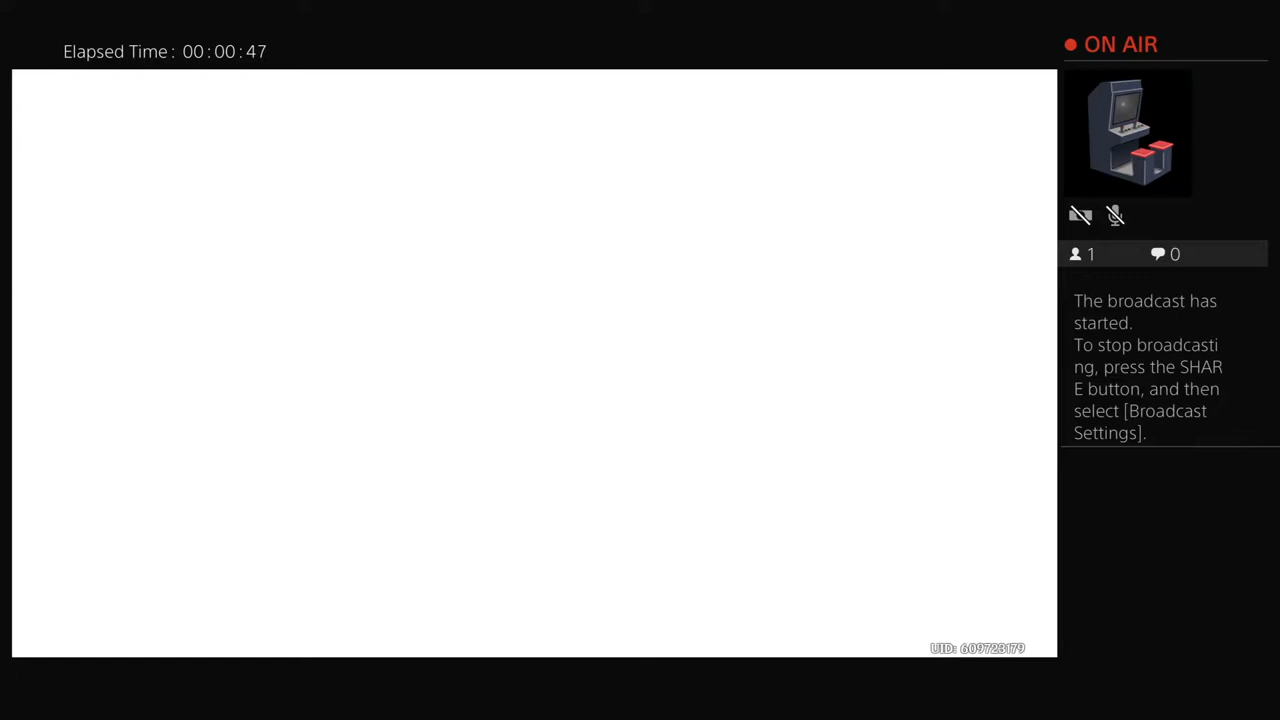 Elapsed Time : 00:00:47
ON AIR
1
0
The broadcast has
started.
To stop broadcasti
ng, press the SHAR
E button, and then
select [Broadcast
Settings].
UID: 609723179